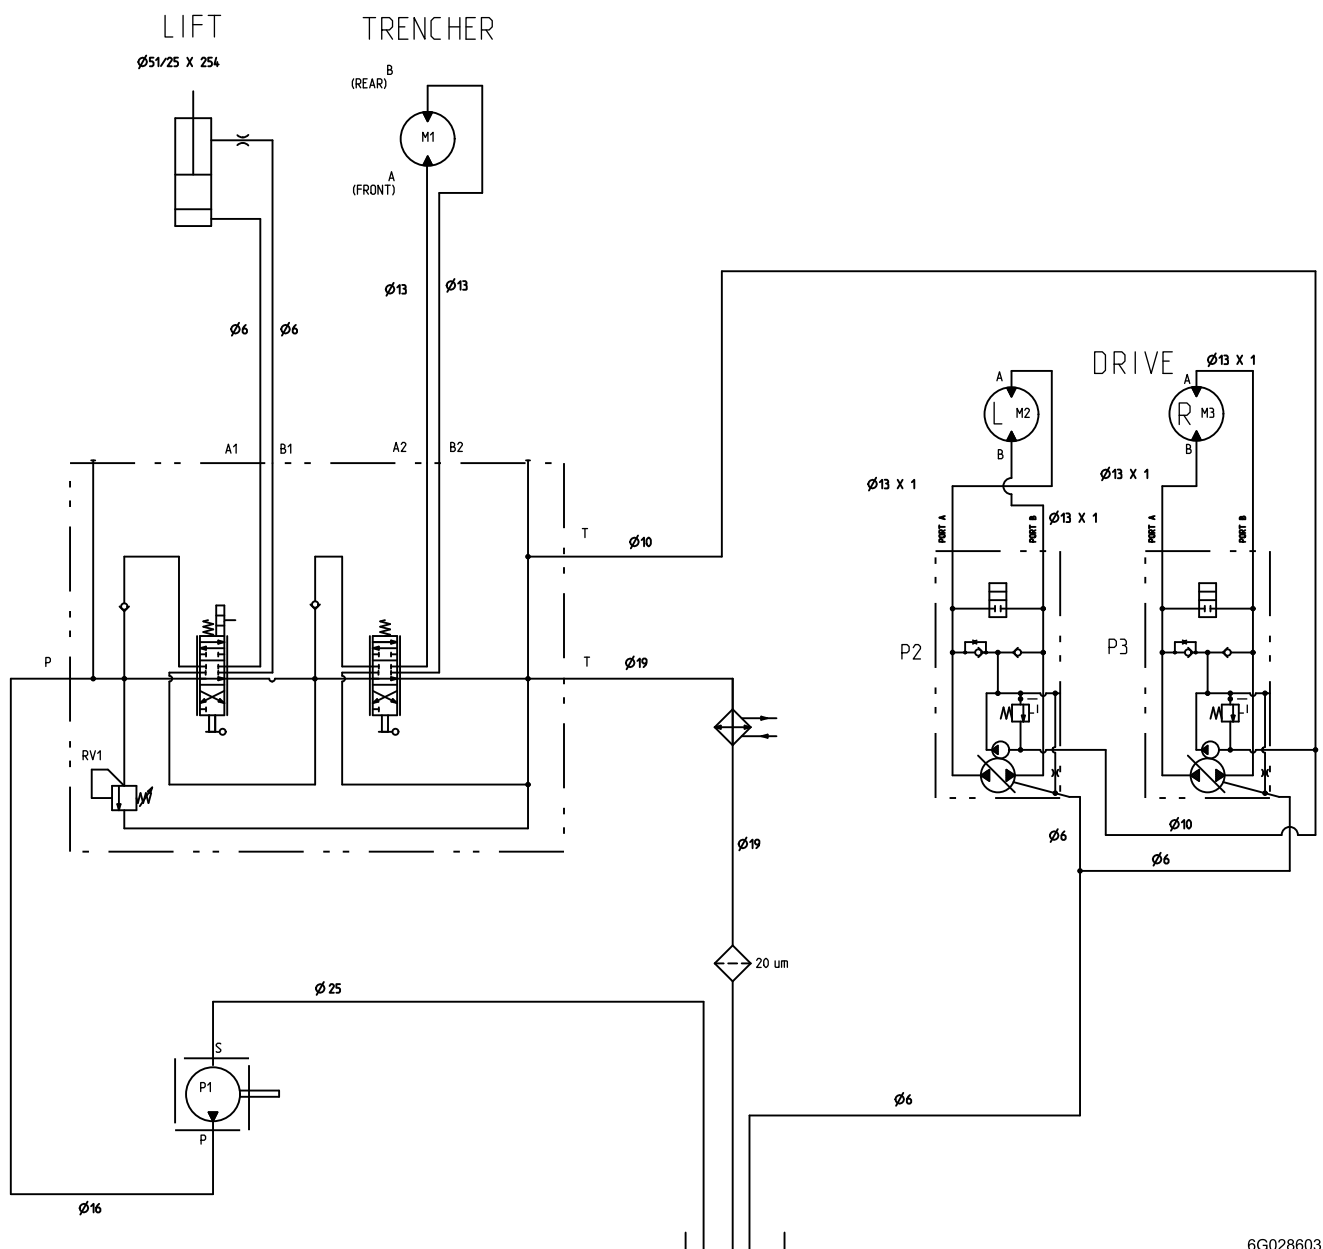 LIFT
TRENCHER
Ø51/25 X 254
B
(REAR)
M1
A
(FRONT)
Ø13
Ø13
Ø6
Ø6
DRIVE
Ø13 X 1
A
A
L
M2
R
M3
B
B
A1
B1
A2
B2
Ø13 X 1
Ø13 X 1
PORT A
PORT B
Ø13 X 1
PORT A
PORT B
T
Ø10
P2
P3
P
T
Ø19
RV1
Ø19
Ø6
Ø10
Ø6
20 um
Ø25
S
P1
P
Ø6
Ø16
6G028603